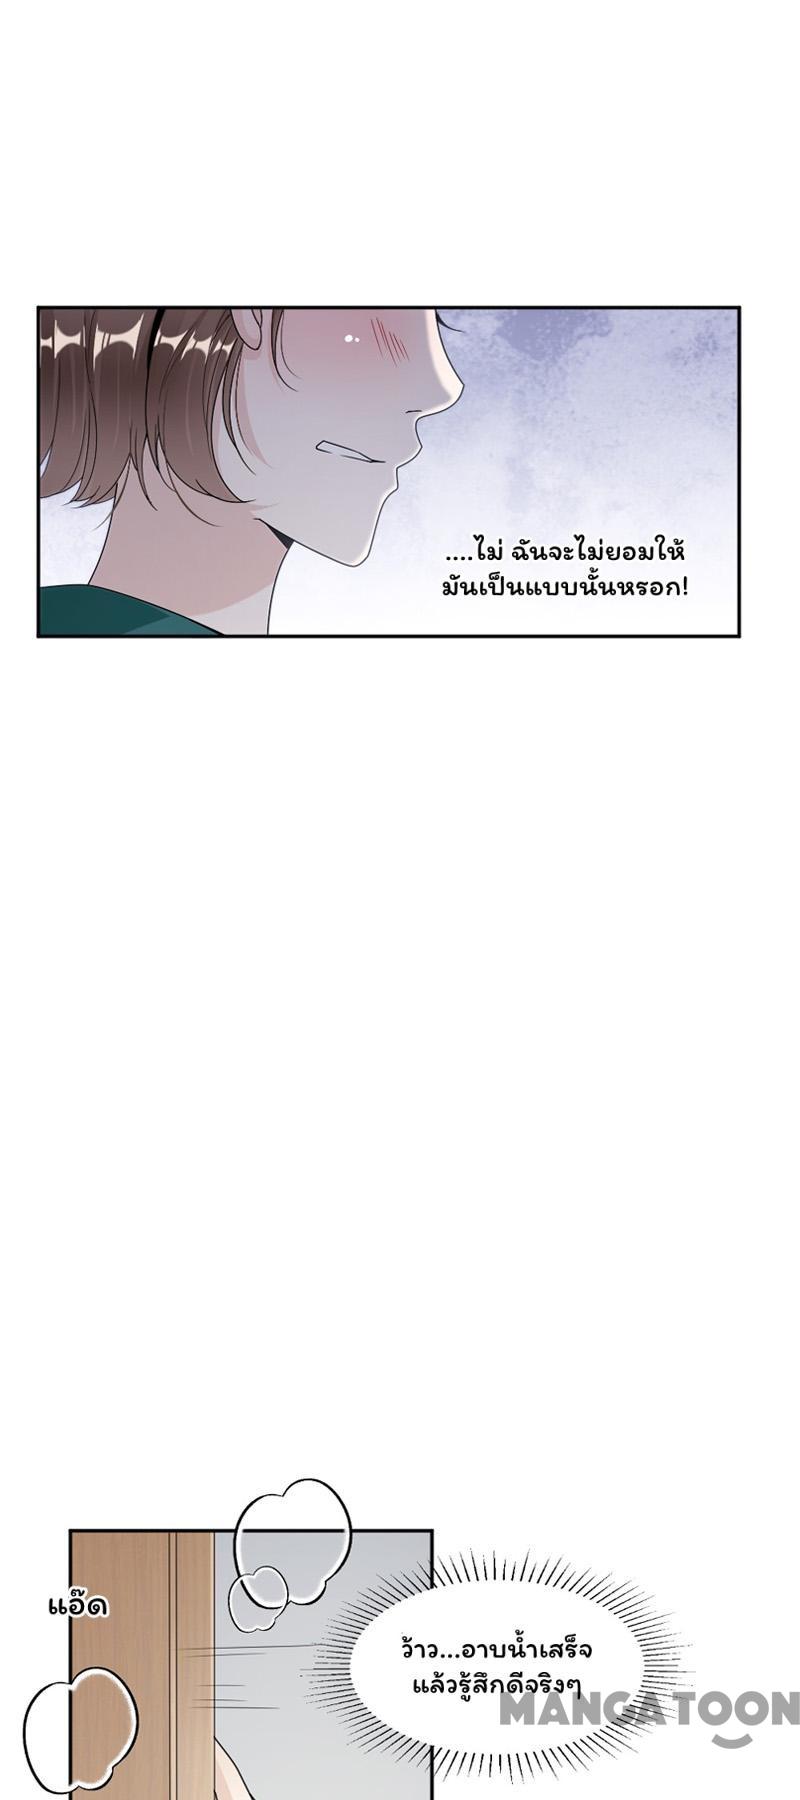 ....ไม่ ฉันจะไม่ยอมให้
มันเป็นแบบนั้นหรอก!
แอ๊ด
ว้าว...อาบน้ำเสร็จ
แล้วรู้สึกดีจริงๆ
MANGATOON